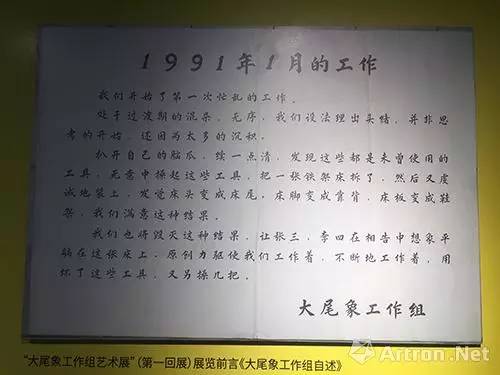 1991年1月的工作
我们开始了第一次忙乱的工作。
处于过渡期的混杂、无序，我们设法理出头绪，并非思
考的开始，还因为太多的沉积。
扒开自己的脑瓜，续一点清，发现这些都是未曾使用的
工具，无意中操起这些工具，把一张铁架床拆了，然后又虔
诚地装上，发觉床头变成床尾，床脚变成靠背，床板变成鞋
架，我们满意这种结果。
我们也将毁灭这种结果，让张三，李四在相告中想象平
躺在这张床上，原创力驱使我们工作着，不断地工作着，用
坏了这些工具，又另操几把。
大尾象工作组
“大尾象工作组艺术展”(第一回展)展览前言《大尾象工作组自述》
Artron.Net